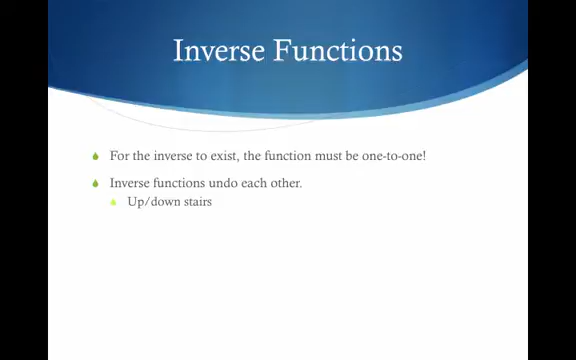 Inverse Functions
For the inverse to exist, the function must be one-to-one!
Inverse functions undo each other.
Up/down stairs